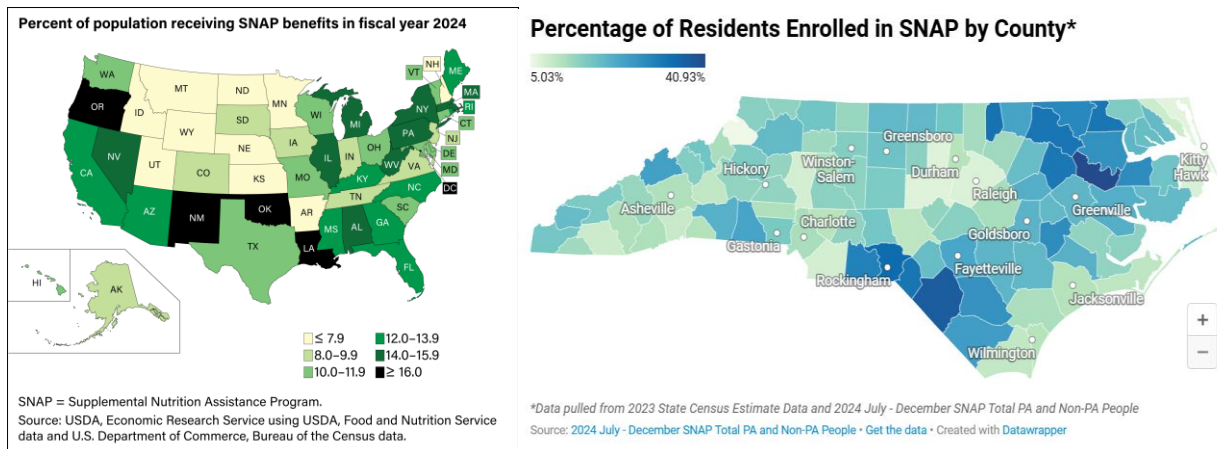 Percent of population receiving SNAP benefits in fiscal year 2024
WA
OR
CA
NV
ID
MT
WY
UT
AZ
CO
NM
ND
SD
NE
KS
OK
TX
MN
IA
MO
AR
LA
WI
IL
MI
IN
OH
KY
TN
MS
AL
GA
FL
SC
NC
VA
WV
PA
NY
VT
NH
ME
MA
RI
CT
NJ
DE
MD
DC
HI
AK
≤ 7.9
8.0–9.9
10.0–11.9
12.0–13.9
14.0–15.9
≥ 16.0
SNAP = Supplemental Nutrition Assistance Program.
Source: USDA, Economic Research Service using USDA, Food and Nutrition Service
data and U.S. Department of Commerce, Bureau of the Census data.
Percentage of Residents Enrolled in SNAP by County*
5.03% 40.93%
Greensboro
Winston-
Salem
Durham
Hickory
Raleigh
Kitty
Hawk
Asheville
Greenville
Charlotte
Goldsboro
Gastonia
Fayetteville
Rockingham
Jacksonville
Wilmington
+
−
*Data pulled from 2023 State Census Estimate Data and 2024 July - December SNAP Total PA and Non-PA People
Source: 2024 July - December SNAP Total PA and Non-PA People • Get the data • Created with Datawrapper